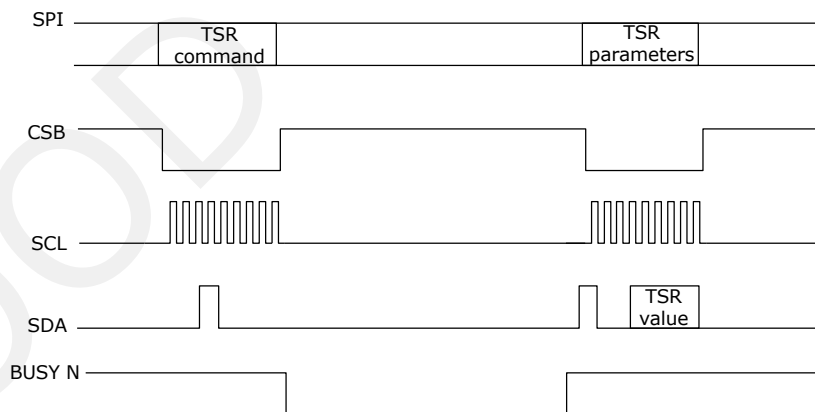 SPI
TSR
command
TSR
parameters
CSB
SCL
SDA
TSR
value
BUSY N